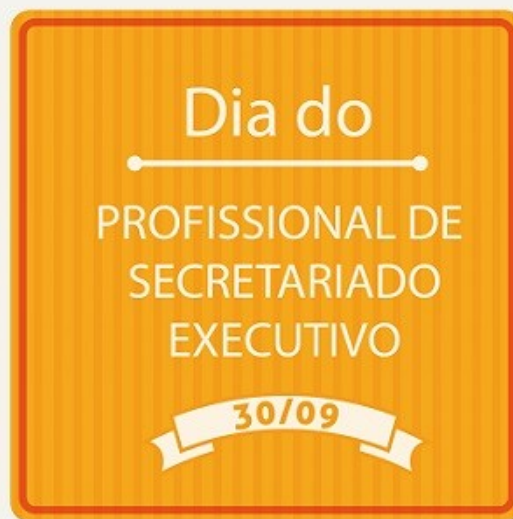 Dia do
PROFISSIONAL DE
SECRETARIADO
EXECUTIVO
30/09